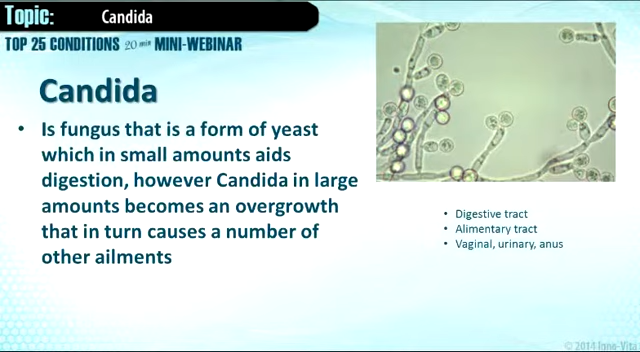 Topic: Candida
TOP 25 CONDITIONS 20 min MINI-WEBINAR
Candida
• Is fungus that is a form of yeast
which in small amounts aids
digestion, however Candida in large
amounts becomes an overgrowth
that in turn causes a number of
other ailments
• Digestive tract
• Alimentary tract
• Vaginal, urinary, anus
© 2014 Inno-Vita